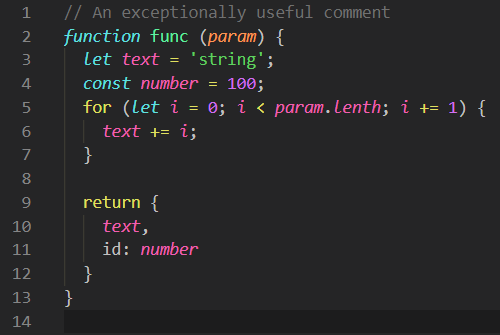 1 // An exceptionally useful comment
2 function func (param) {
3   let text = 'string';
4   const number = 100;
5   for (let i = 0; i < param.lenth; i += 1) {
6     text += i;
7   }
8
9   return {
10     text,
11     id: number
12   }
13 }
14